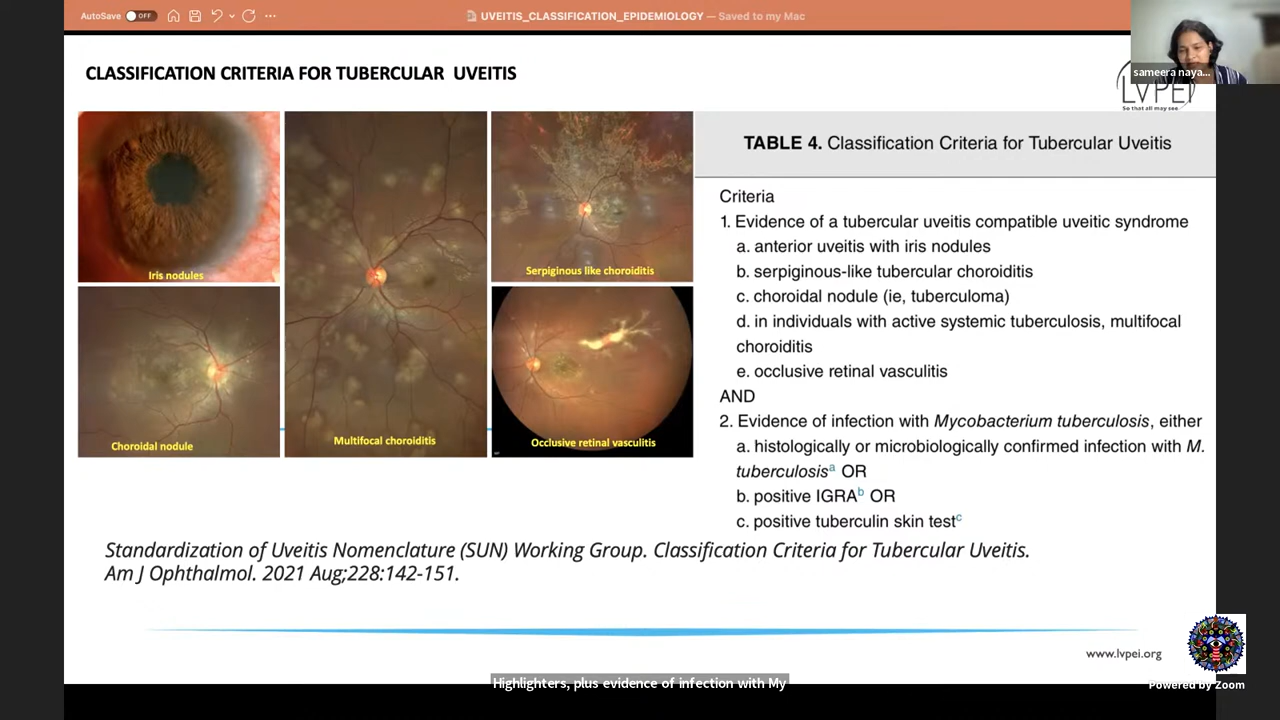 AutoSave OFF
UVEITIS_CLASSIFICATION_EPIDEMIOLOGY — Saved to my Mac
sameera naya...
CLASSIFICATION CRITERIA FOR TUBERCULAR UVEITIS
LVPEI
So that all may see
Iris nodules
Choroidal nodule
Multifocal choroiditis
Serpiginous like choroiditis
Occlusive retinal vasculitis
TABLE 4. Classification Criteria for Tubercular Uveitis
Criteria
1. Evidence of a tubercular uveitis compatible uveitic syndrome
a. anterior uveitis with iris nodules
b. serpiginous-like tubercular choroiditis
c. choroidal nodule (ie, tuberculoma)
d. in individuals with active systemic tuberculosis, multifocal
choroiditis
e. occlusive retinal vasculitis
AND
2. Evidence of infection with Mycobacterium tuberculosis, either
a. histologically or microbiologically confirmed infection with M.
tuberculosisa OR
b. positive IGRAb OR
c. positive tuberculin skin testc
Standardization of Uveitis Nomenclature (SUN) Working Group. Classification Criteria for Tubercular Uveitis.
Am J Ophthalmol. 2021 Aug;228:142-151.
www.lvpei.org
Highlighters, plus evidence of infection with My
Powered by Zoom